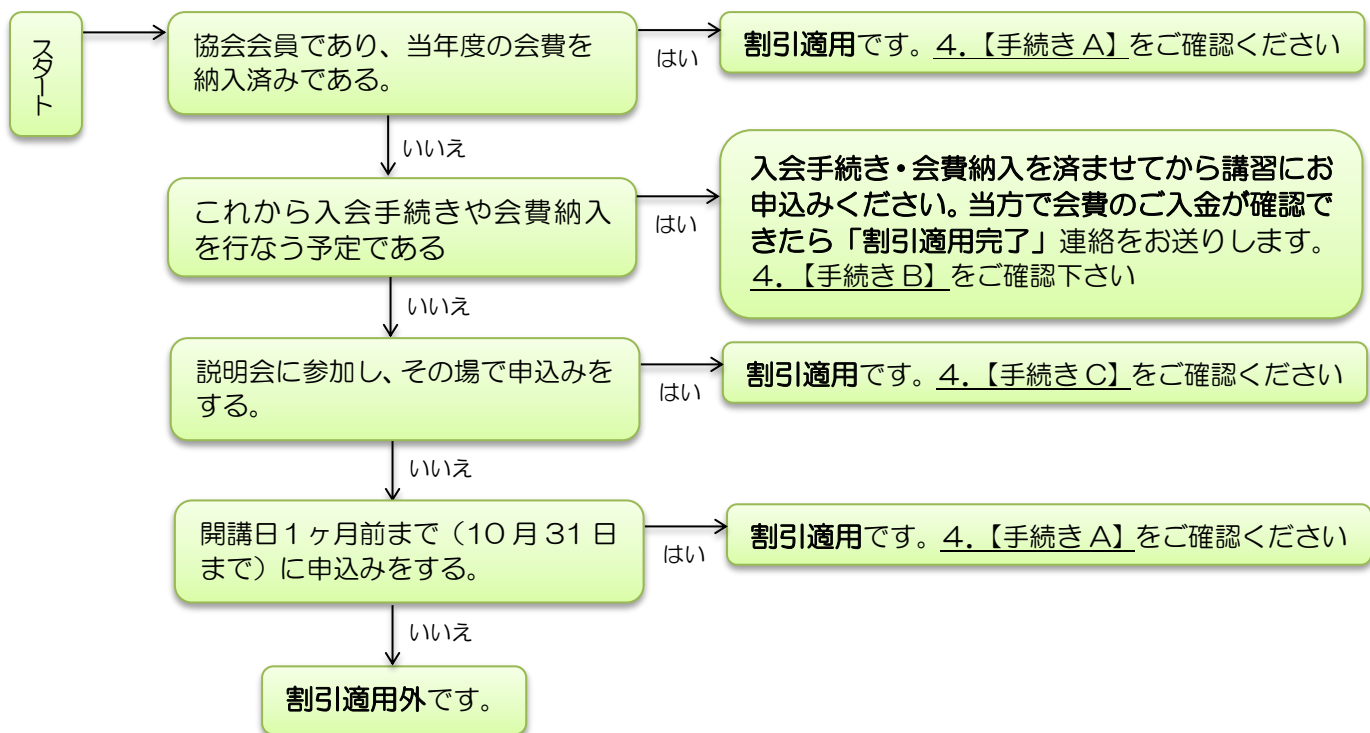 スタート
協会会員であり、当年度の会費を
納入済みである。
はい
割引適用です。4.【手続きA】をご確認ください
いいえ
これから入会手続きや会費納入
を行なう予定である
はい
入会手続き・会費納入を済ませてから講習にお
申込みください。当方で会費のご入金が確認で
きたら「割引適用完了」連絡をお送りします。
4.【手続きB】をご確認下さい
いいえ
説明会に参加し、その場で申込みを
する。
はい
割引適用です。4.【手続きC】をご確認ください
いいえ
開講日1ヶ月前まで(10月31日
まで)に申込みをする。
はい
割引適用です。4.【手続きA】をご確認ください
いいえ
割引適用外です。